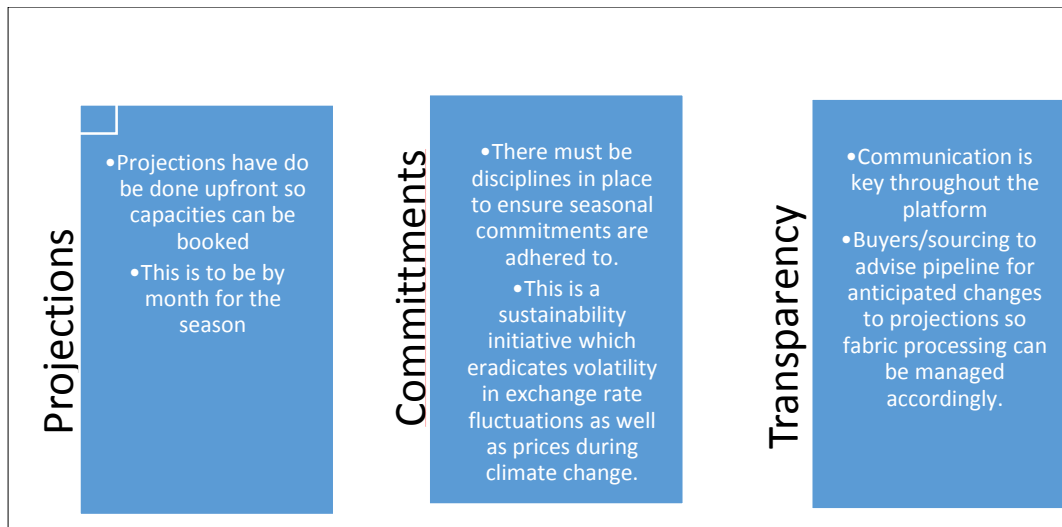 Projections
•Projections have do
be done upfront so
capacities can be
booked
•This is to be by
month for the
season
Committments
•There must be
disciplines in place
to ensure seasonal
commitments are
adhered to.
•This is a
sustainability
initiative which
eradicates volatility
in exchange rate
fluctuations as well
as prices during
climate change.
Transparency
•Communication is
key throughout the
platform
•Buyers/sourcing to
advise pipeline for
anticipated changes
to projections so
fabric processing can
be managed
accordingly.